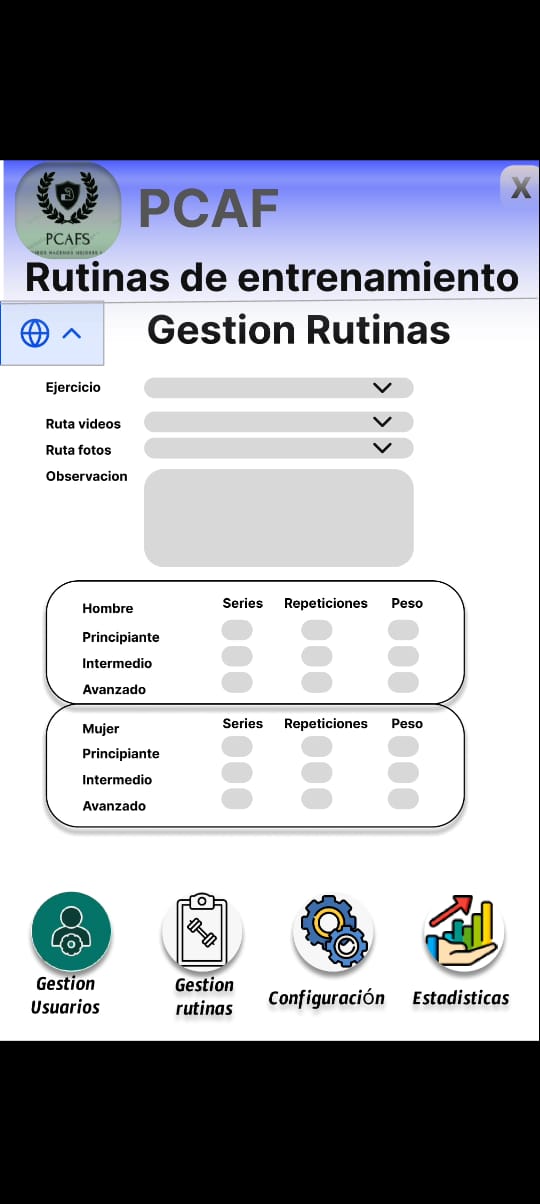 PCAFS
PCAF
X
Rutinas de entrenamiento
Gestion Rutinas
Ejercicio
Ruta videos
Ruta fotos
Observacion
Hombre Series Repeticiones Peso
Principiante
Intermedio
Avanzado
Mujer Series Repeticiones Peso
Principiante
Intermedio
Avanzado
Gestion
Usuarios
Gestion
rutinas
Configuración
Estadisticas